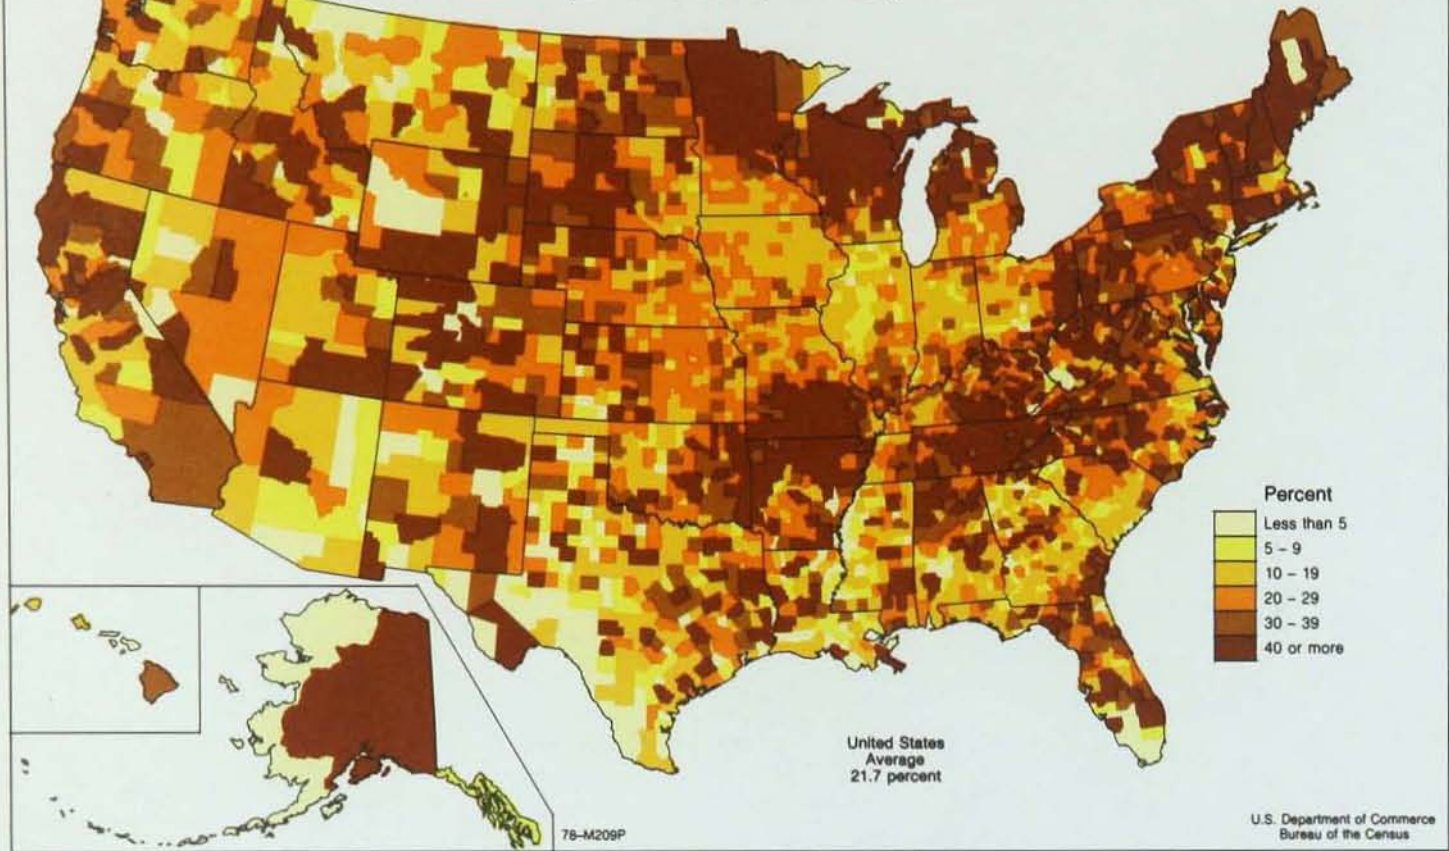 Percent
Less than 5
5 – 9
10 – 19
20 – 29
30 – 39
40 or more
United States
Average
21.7 percent
78–M209P
U.S. Department of Commerce
Bureau of the Census